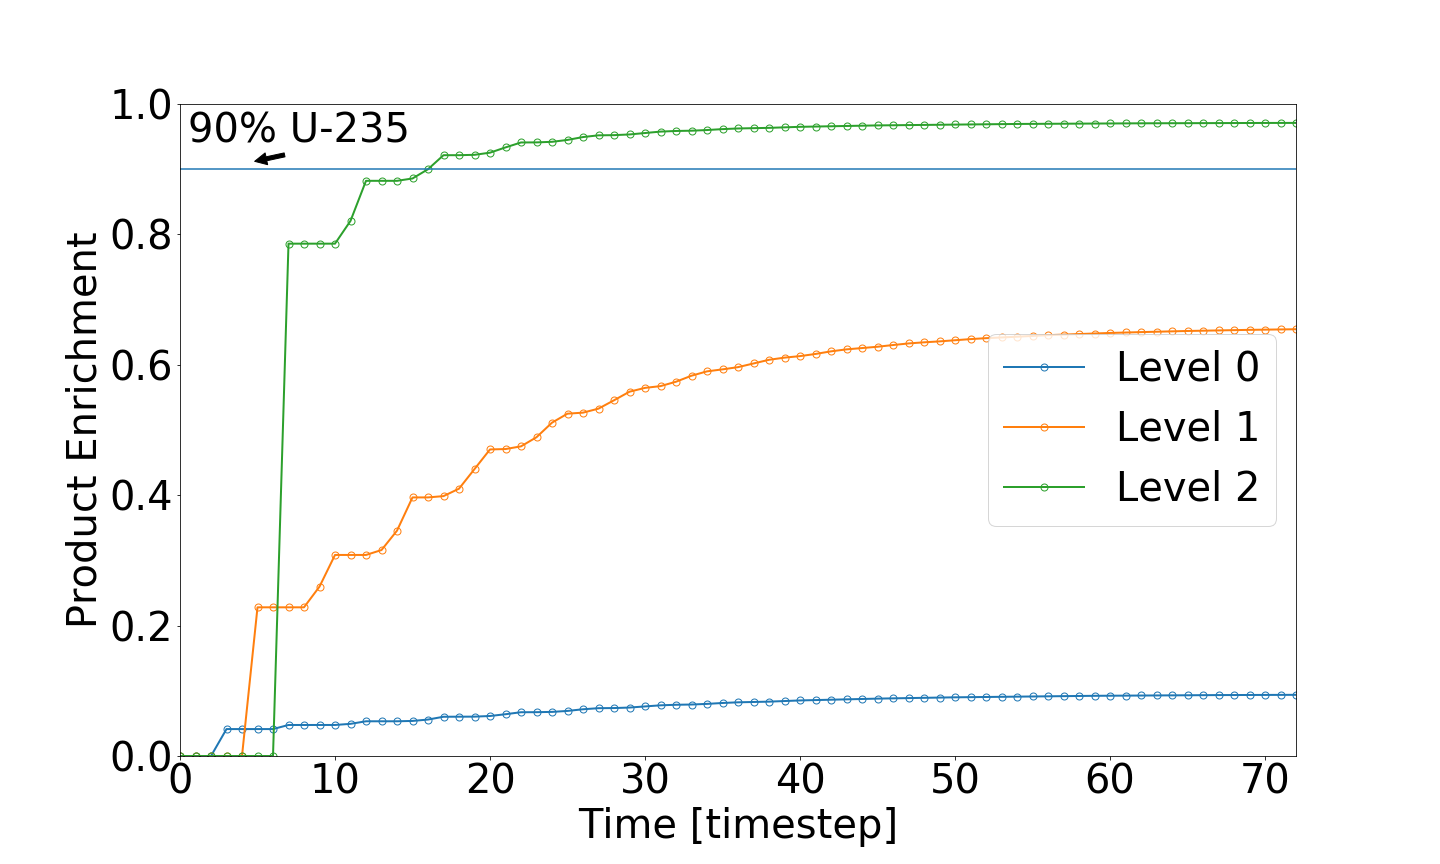 90% U-235
1.0
0.8
0.6
0.4
0.2
0.0
Product Enrichment
Level 0
Level 1
Level 2
0 10 20 30 40 50 60 70
Time [timestep]